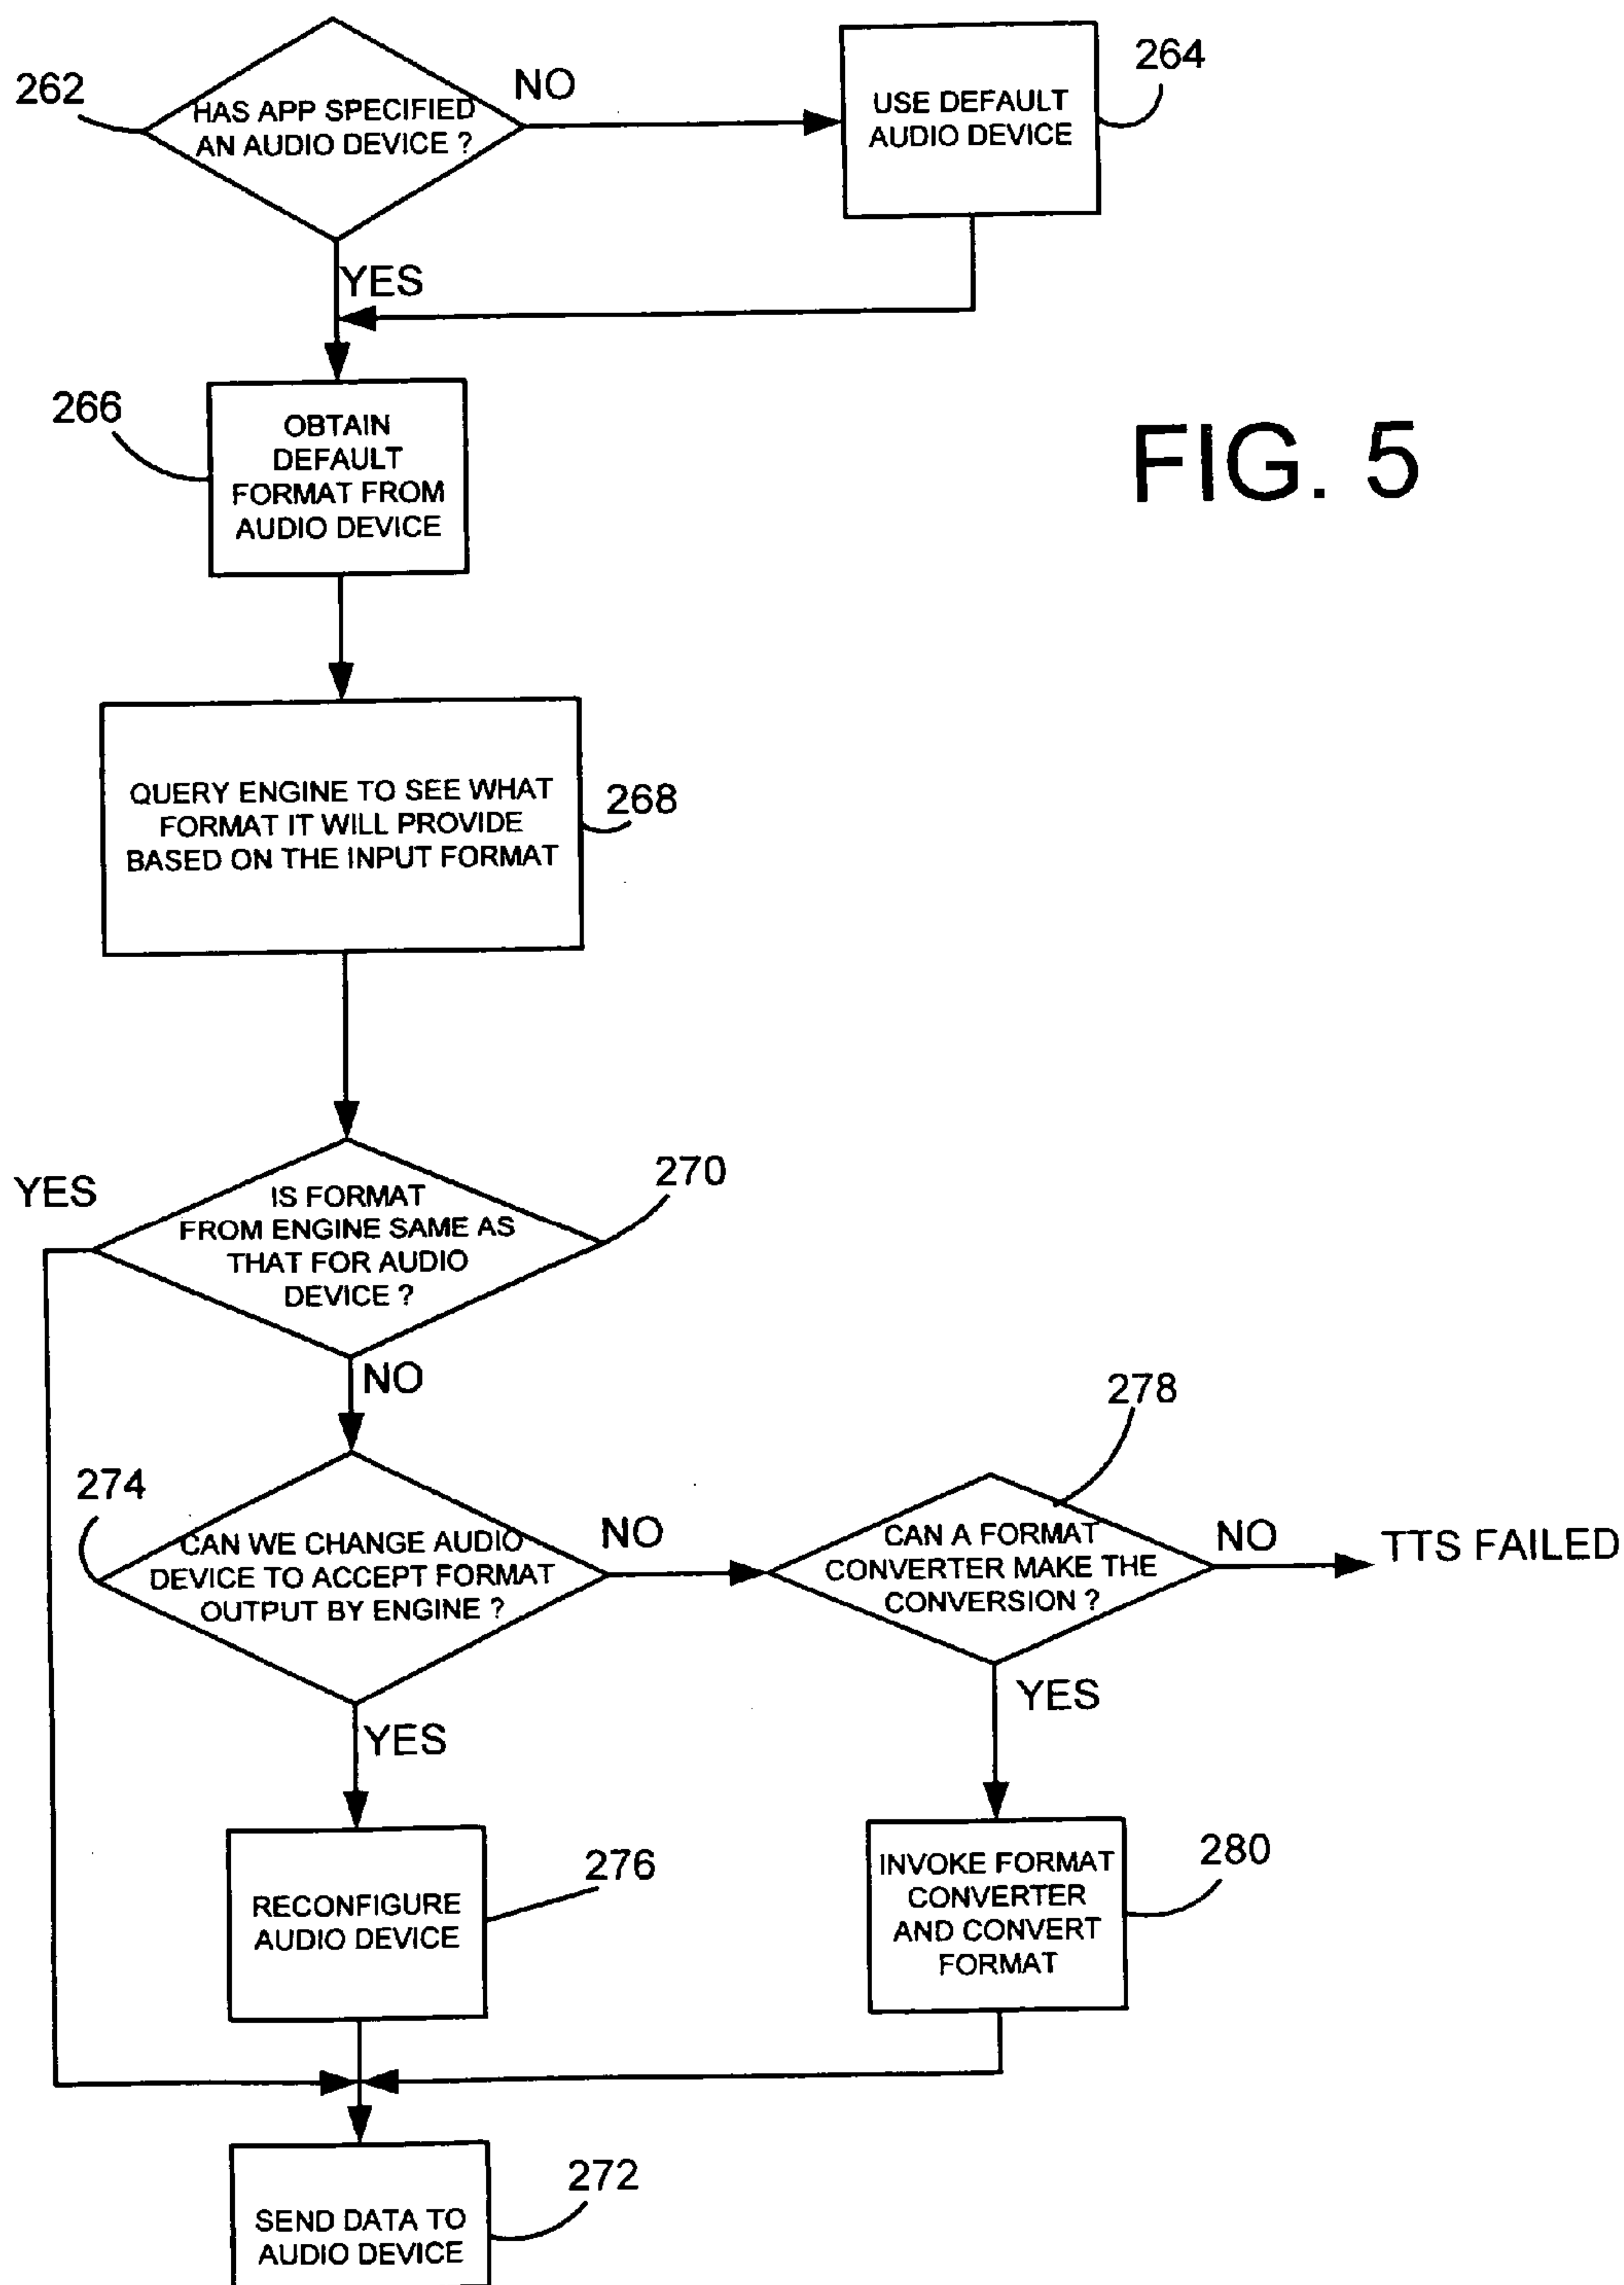 262
HAS APP SPECIFIED
AN AUDIO DEVICE ?
NO
USE DEFAULT
AUDIO DEVICE
264
YES
266
OBTAIN
DEFAULT
FORMAT FROM
AUDIO DEVICE
FIG. 5
QUERY ENGINE TO SEE WHAT
FORMAT IT WILL PROVIDE
BASED ON THE INPUT FORMAT
268
YES
IS FORMAT
FROM ENGINE SAME AS
THAT FOR AUDIO
DEVICE ?
270
NO
274
CAN WE CHANGE AUDIO
DEVICE TO ACCEPT FORMAT
OUTPUT BY ENGINE ?
NO
278
CAN A FORMAT
CONVERTER MAKE THE
CONVERSION ?
NO
TTS FAILED
YES
YES
RECONFIGURE
AUDIO DEVICE
276
INVOKE FORMAT
CONVERTER
AND CONVERT
FORMAT
280
SEND DATA TO
AUDIO DEVICE
272